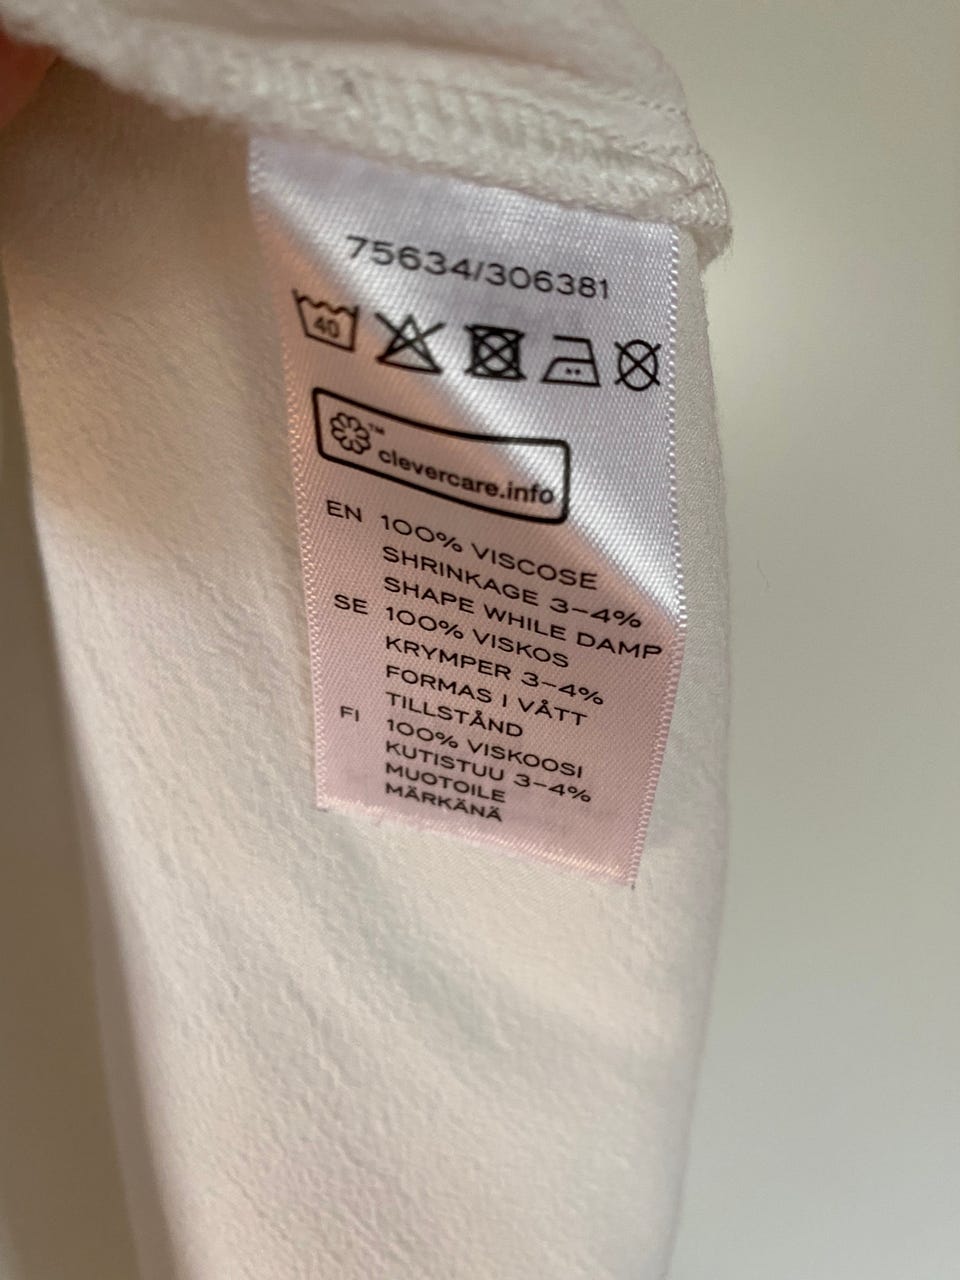 75634/306381
40
™
clevercare.info
EN 100% VISCOSE
SHRINKAGE 3-4%
SHAPE WHILE DAMP
SE 100% VISKOS
KRYMPER 3-4%
FORMAS I VÅTT
TILLSTÅND
FI 100% VISKOOSI
KUTISTUU 3-4%
MUOTOILE
MÄRKÄNÄ